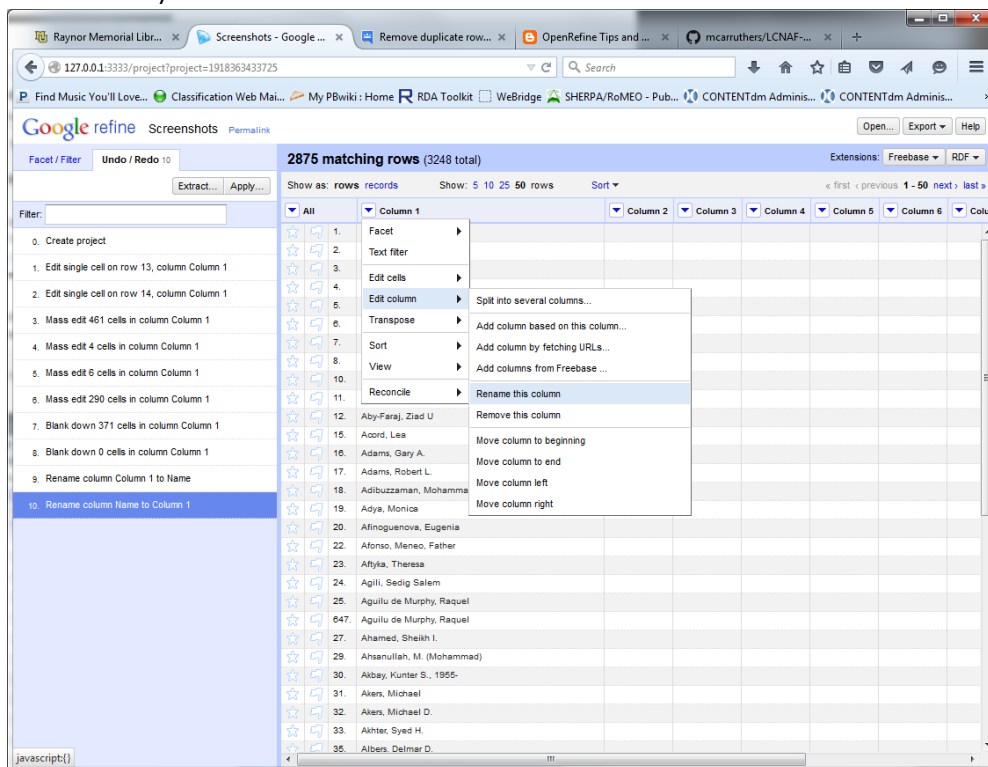 Raynor Memorial Libr... × Screenshots - Google ... × Remove duplicate row... × OpenRefine Tips and ... × mcarruthers/LCNAF-... × +
127.0.0.1:3333/project?project=1918363433725 Search
Find Music You'll Love... Classification Web Mai... My PBwiki : Home RDA Toolkit WeBridge SHERPA/RoMEO - Pub... CONTENTdm Adminis... CONTENTdm Adminis...
Google refine Screenshots Permalink Open... Export Help
Facet / Filter Undo / Redo 10 2875 matching rows (3248 total) Extensions: Freebase RDF
Extract... Apply... Show as: rows records Show: 5 10 25 50 rows Sort « first ‹ previous 1 - 50 next › last »
Filter: All Column 1 Column 2 Column 3 Column 4 Column 5 Column 6 Colu
0. Create project
1. Edit single cell on row 13, column Column 1
2. Edit single cell on row 14, column Column 1
3. Mass edit 461 cells in column Column 1
4. Mass edit 4 cells in column Column 1
5. Mass edit 6 cells in column Column 1
6. Mass edit 290 cells in column Column 1
7. Blank down 371 cells in column Column 1
8. Blank down 0 cells in column Column 1
9. Rename column Column 1 to Name
10. Rename column Name to Column 1
1.
2.
3.
4.
5.
6.
7.
8.
10.
11.
Facet
Text filter
Edit cells
Edit column
Transpose
Sort
View
Reconcile
Split into several columns...
Add column based on this column...
Add column by fetching URLs...
Add columns from Freebase ...
Rename this column
Remove this column
Move column to beginning
Move column to end
Move column left
Move column right
12. Aby-Faraj, Ziad U
15. Acord, Lea
16. Adams, Gary A.
17. Adams, Robert L.
18. Adibuzzaman, Mohamma
19. Adya, Monica
20. Afinoguenova, Eugenia
22. Afonso, Meneo, Father
23. Aftyka, Theresa
24. Agili, Sedig Salem
25. Aguilu de Murphy, Raquel
647. Aguilu de Murphy, Raquel
27. Ahamed, Sheikh I.
29. Ahsanullah, M. (Mohammad)
30. Akbay, Kunter S., 1955-
31. Akers, Michael
32. Akers, Michael D.
33. Akhter, Syed H.
35. Albers, Delmar D.
javascript:{}